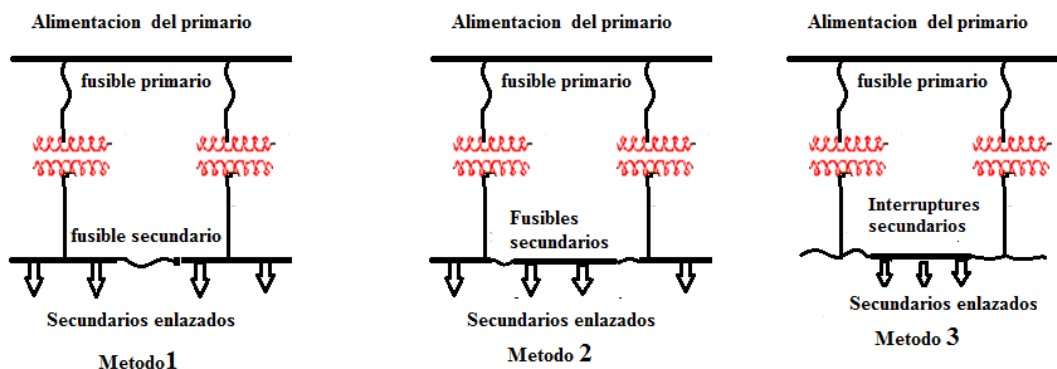 Alimentacion del primario
fusible primario
fusible secundario
Secundarios enlazados
Metodo1
Alimentacion del primario
fusible primario
Fusibles
secundarios
Secundarios enlazados
Metodo 2
Alimentacion del primario
fusible primario
Interruptures
secundarios
Secundarios enlazados
Metodo 3